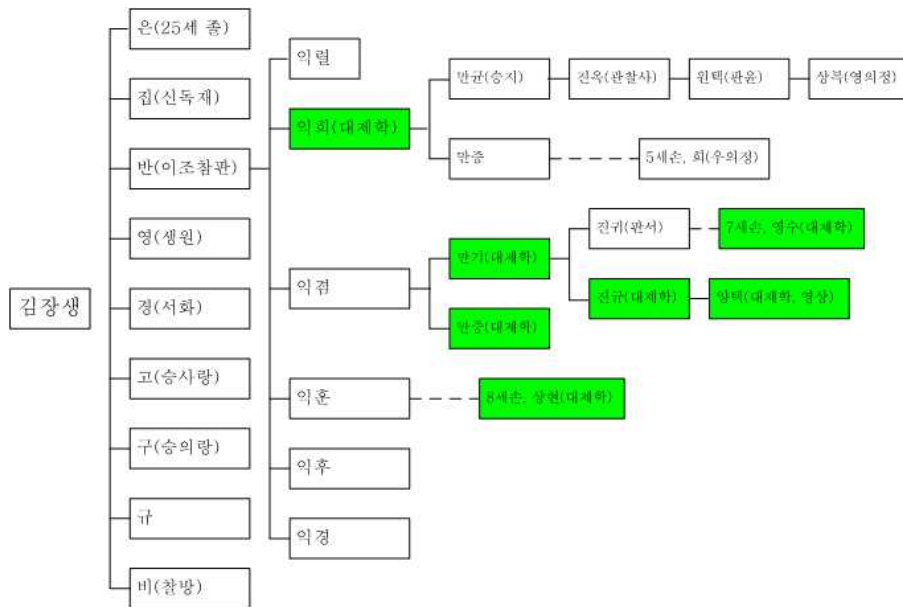 김장생
은(25세 졸)
집(신독재)
반(이조참판)
영(생원)
경(서화)
고(승사랑)
구(승의랑)
규
비(찰방)
익렬
익희(대제학)
익겸
익훈
익후
익경
만균(승지)
진옥(관찰사)
원택(판윤)
상복(영의정)
만증
5세손, 희(우의정)
만기(대제학)
만중(대제학)
진귀(판서)
7세손, 영수(대제학)
진규(대제학)
양택(대제학, 영상)
8세손, 상현(대제학)